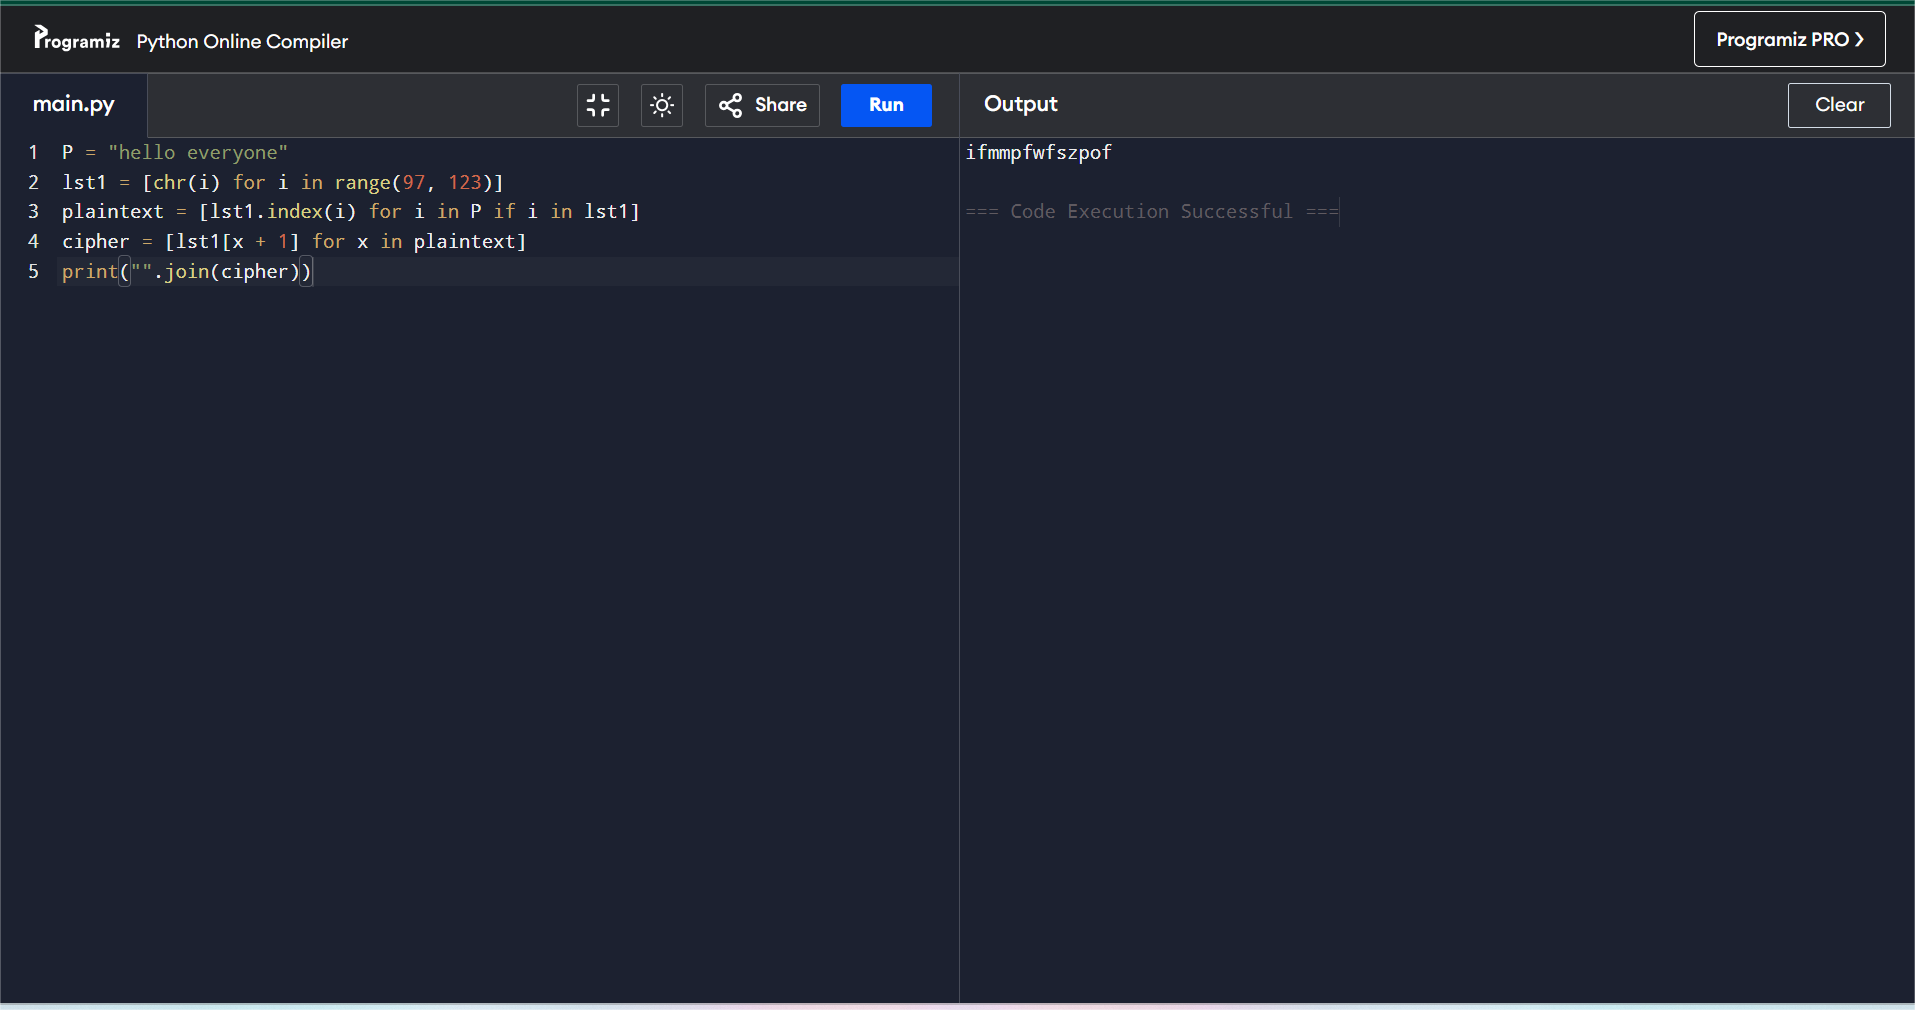 Programiz Python Online Compiler
Programiz PRO ❯
main.py
Share
Run
Output
Clear
1 P = "hello everyone"
2 lst1 = [chr(i) for i in range(97, 123)]
3 plaintext = [lst1.index(i) for i in P if i in lst1]
4 cipher = [lst1[x + 1] for x in plaintext]
5 print("".join(cipher))
ifmmpfwfszpof
=== Code Execution Successful ===